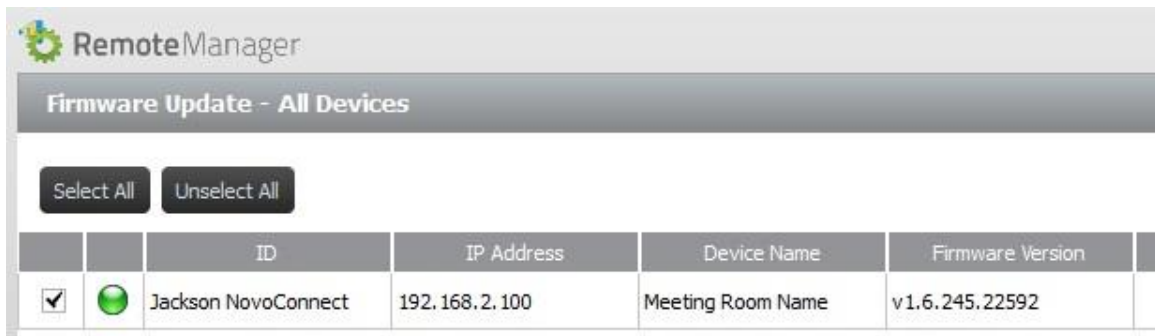 RemoteManager
Firmware Update - All Devices
Select All Unselect All
ID IP Address Device Name Firmware Version
Jackson NovoConnect 192.168.2.100 Meeting Room Name v1.6.245.22592